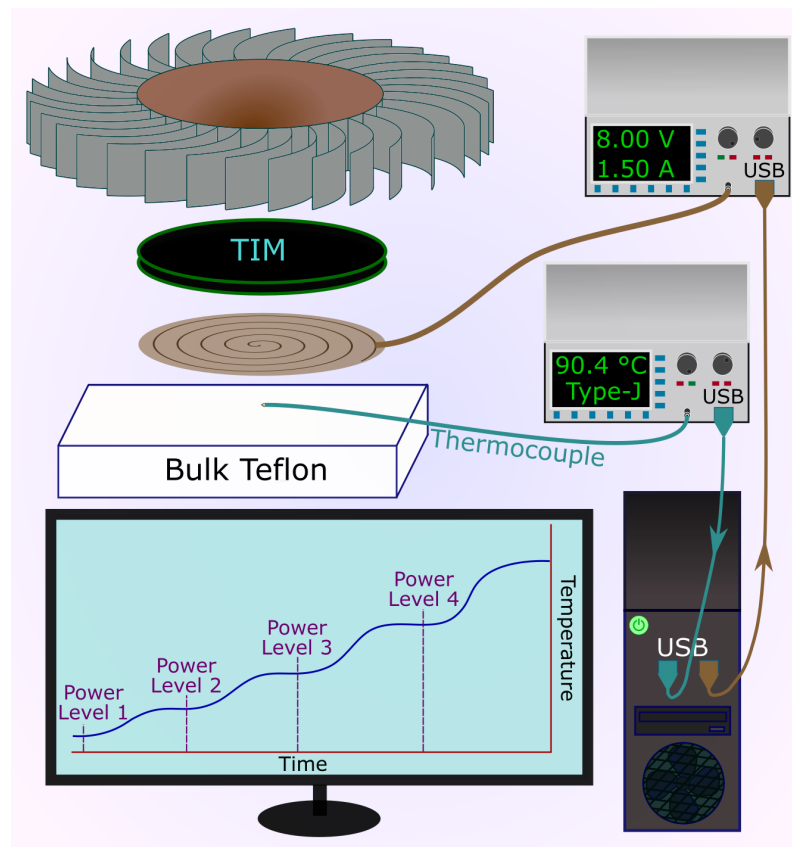 8.00 V
1.50 A
USB
TIM
90.4 °C
Type-J
USB
Thermocouple
Bulk Teflon
Power
Level 4
Power
Level 3
Power
Level 2
Power
Level 1
Temperature
Time
USB